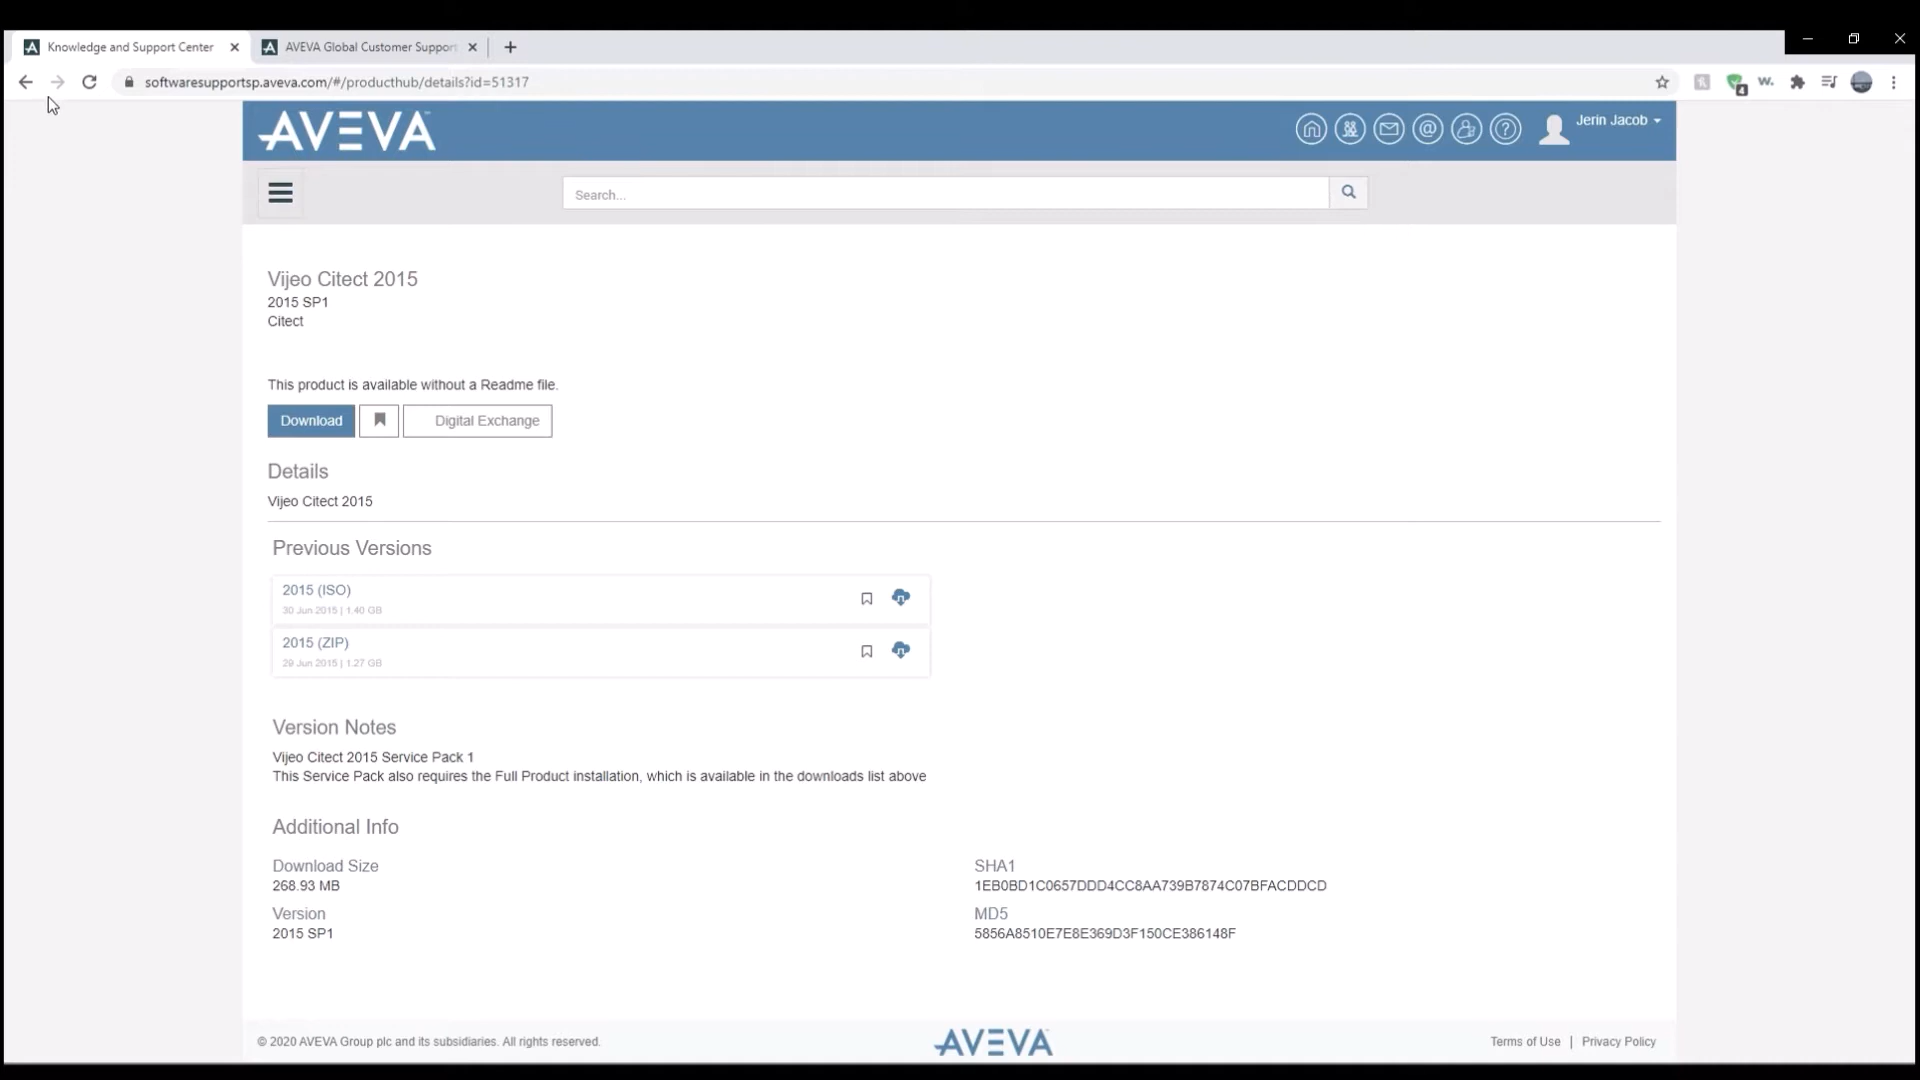 Knowledge and Support Center
AVEVA Global Customer Support
softwaresupportsp.aveva.com/#/producthub/details?id=51317
4
w.
AVEVA
Jerin Jacob
Search...
Vijeo Citect 2015
2015 SP1
Citect
This product is available without a Readme file.
Download
Digital Exchange
Details
Vijeo Citect 2015
Previous Versions
2015 (ISO)
30 Jun 2015 | 1.40 GB
2015 (ZIP)
29 Jun 2015 | 1.27 GB
Version Notes
Vijeo Citect 2015 Service Pack 1
This Service Pack also requires the Full Product installation, which is available in the downloads list above
Additional Info
Download Size
268.93 MB
SHA1
1EB0BD1C0657DDD4CC8AA739B7874C07BFACDDCD
Version
2015 SP1
MD5
5856A8510E7E8E369D3F150CE386148F
© 2020 AVEVA Group plc and its subsidiaries. All rights reserved.
AVEVA
Terms of Use | Privacy Policy